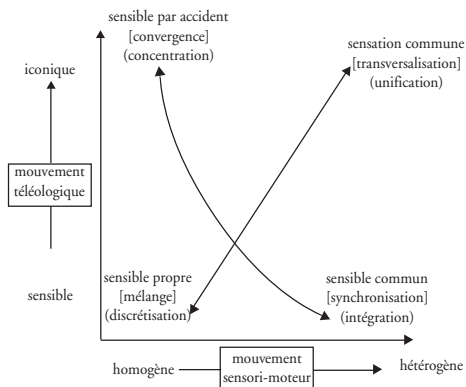 sensible par accident
[convergence]
(concentration)
sensation commune
[transversalisation]
(unification)
iconique
mouvement
téléologique
sensible
sensible propre
[mélange]
(discrétisation)
sensible commun
[synchronisation]
(intégration)
homogène
mouvement
sensori-moteur
hétérogène